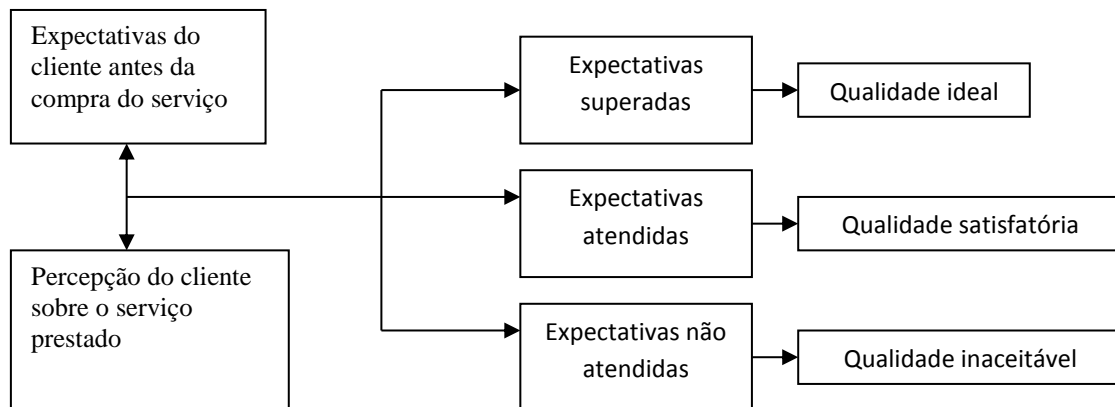 Expectativas do
cliente antes da
compra do serviço
Expectativas
superadas
Qualidade ideal
Expectativas
atendidas
Qualidade satisfatória
Percepção do cliente
sobre o serviço
prestado
Expectativas não
atendidas
Qualidade inaceitável